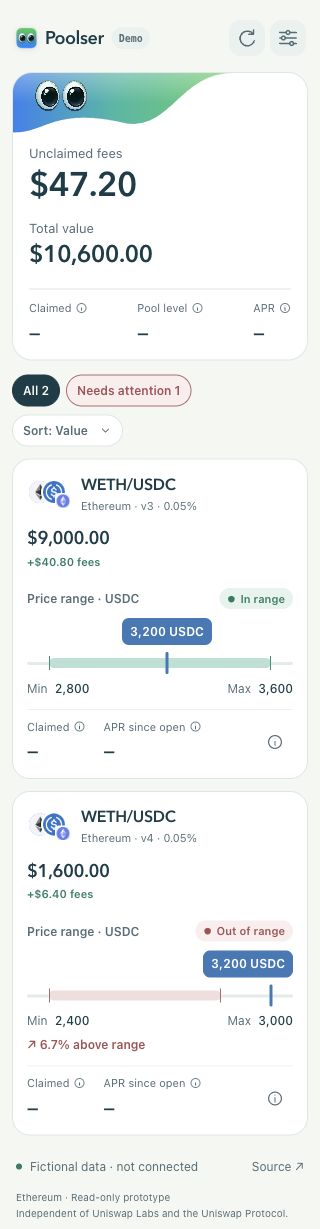 Poolser Demo
Unclaimed fees
$47.20
Total value
$10,600.00
Claimed Pool level APR
– – –
All 2 Needs attention 1
Sort: Value
WETH/USDC
Ethereum · v3 · 0.05%
$9,000.00
+$40.80 fees
Price range · USDC In range
3,200 USDC
Min 2,800 Max 3,600
Claimed APR since open
– –
WETH/USDC
Ethereum · v4 · 0.05%
$1,600.00
+$6.40 fees
Price range · USDC Out of range
3,200 USDC
Min 2,400 Max 3,000
↗ 6.7% above range
Claimed APR since open
– –
Fictional data · not connected Source ↗
Ethereum · Read-only prototype
Independent of Uniswap Labs and the Uniswap Protocol.